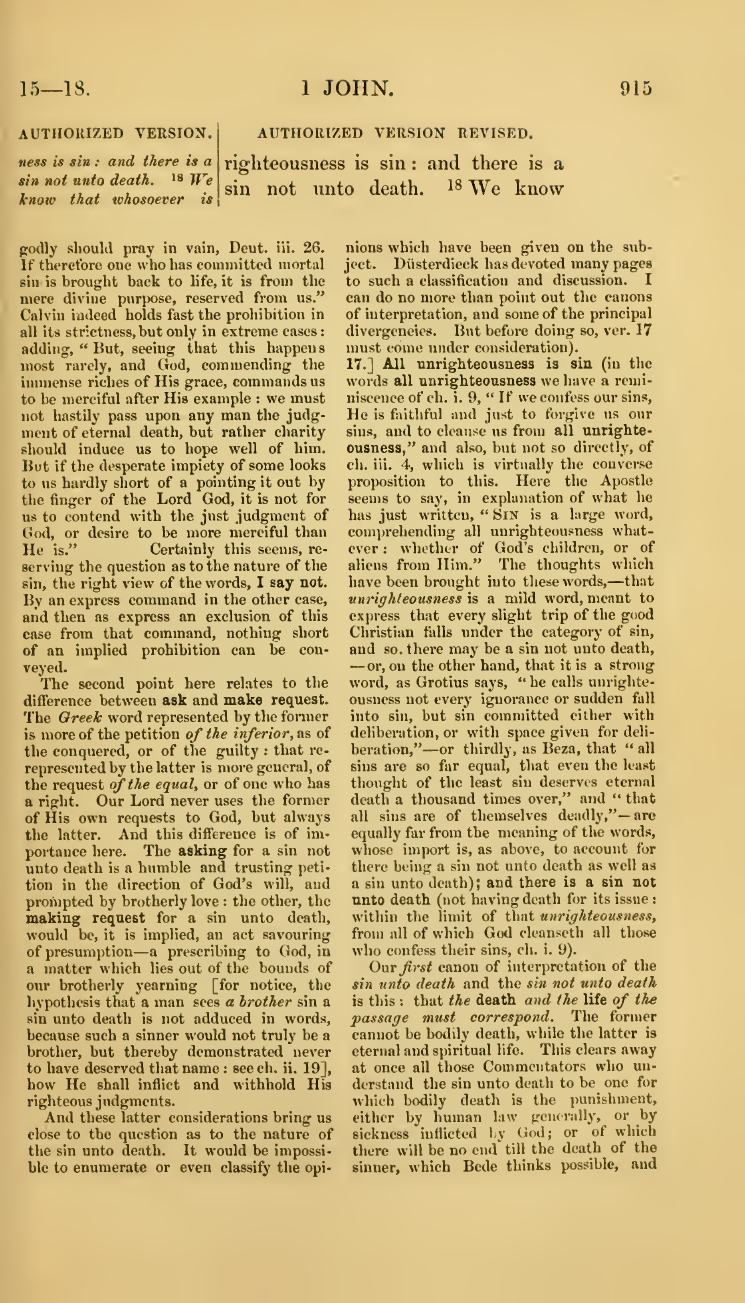 15—18.
1 JOHN.
915
AUTHORIZED VERSION.
ness is sin : and there is a
sin not unto death. 18 We
know that whosoever is
AUTHORIZED VERSION REVISED.
righteousness is sin : and there is a
sin not unto death. 18 We know
godly should pray in vain, Deut. iii. 26.
If therefore one who has committed mortal
sin is brought back to life, it is from the
mere divine purpose, reserved from us.”
Calvin indeed holds fast the prohibition in
all its strictness, but only in extreme cases :
adding, “ But, seeing that this happens
most rarely, and God, commending the
immense riches of His grace, commands us
to be merciful after His example : we must
not hastily pass upon any man the judg-
ment of eternal death, but rather charity
should induce us to hope well of him.
But if the desperate impiety of some looks
to us hardly short of a pointing it out by
the finger of the Lord God, it is not for
us to contend with the just judgment of
God, or desire to be more merciful than
He is.” Certainly this seems, re-
serving the question as to the nature of the
sin, the right view of the words, I say not.
By an express command in the other case,
and then as express an exclusion of this
case from that command, nothing short
of an implied prohibition can be con-
veyed.
The second point here relates to the
difference between ask and make request.
The Greek word represented by the former
is more of the petition of the inferior, as of
the conquered, or of the guilty : that re-
represented by the latter is more general, of
the request of the equal, or of one who has
a right. Our Lord never uses the former
of His own requests to God, but always
the latter. And this difference is of im-
portance here. The asking for a sin not
unto death is a humble and trusting peti-
tion in the direction of God’s will, and
prompted by brotherly love : the other, the
making request for a sin unto death,
would be, it is implied, an act savouring
of presumption—a prescribing to God, in
a matter which lies out of the bounds of
our brotherly yearning [for notice, the
hypothesis that a man sees a brother sin a
sin unto death is not adduced in words,
because such a sinner would not truly be a
brother, but thereby demonstrated never
to have deserved that name : see ch. ii. 19],
how He shall inflict and withhold His
righteous judgments.
And these latter considerations bring us
close to the question as to the nature of
the sin unto death. It would be impossi-
ble to enumerate or even classify the opi-
nions which have been given on the sub-
ject. Düsterdieck has devoted many pages
to such a classification and discussion. I
can do no more than point out the canons
of interpretation, and some of the principal
divergencies. But before doing so, ver. 17
must come under consideration).
17.] All unrighteousness is sin (in the
words all unrighteousness we have a remi-
niscence of ch. i. 9, “ If we confess our sins,
He is faithful and just to forgive us our
sins, and to cleanse us from all unrighte-
ousness,” and also, but not so directly, of
ch. iii. 4, which is virtually the converse
proposition to this. Here the Apostle
seems to say, in explanation of what he
has just written, “ SIN is a large word,
comprehending all unrighteousness what-
ever : whether of God’s children, or of
aliens from Him.” The thoughts which
have been brought into these words,—that
unrighteousness is a mild word, meant to
express that every slight trip of the good
Christian falls under the category of sin,
and so. there may be a sin not unto death,
—or, on the other hand, that it is a strong
word, as Grotius says, “ he calls unrighte-
ousness not every ignorance or sudden fall
into sin, but sin committed either with
deliberation, or with space given for deli-
beration,”—or thirdly, as Beza, that “ all
sins are so far equal, that even the least
thought of the least sin deserves eternal
death a thousand times over,” and “ that
all sins are of themselves deadly,”—are
equally far from the meaning of the words,
whose import is, as above, to account for
there being a sin not unto death as well as
a sin unto death); and there is a sin not
unto death (not having death for its issue :
within the limit of that unrighteousness,
from all of which God cleanseth all those
who confess their sins, ch. i. 9).
Our first canon of interpretation of the
sin unto death and the sin not unto death
is this : that the death and the life of the
passage must correspond. The former
cannot be bodily death, while the latter is
eternal and spiritual life. This clears away
at once all those Commentators who un-
derstand the sin unto death to be one for
which bodily death is the punishment,
either by human law generally, or by
sickness inflicted by God; or of which
there will be no end till the death of the
sinner, which Bede thinks possible, and